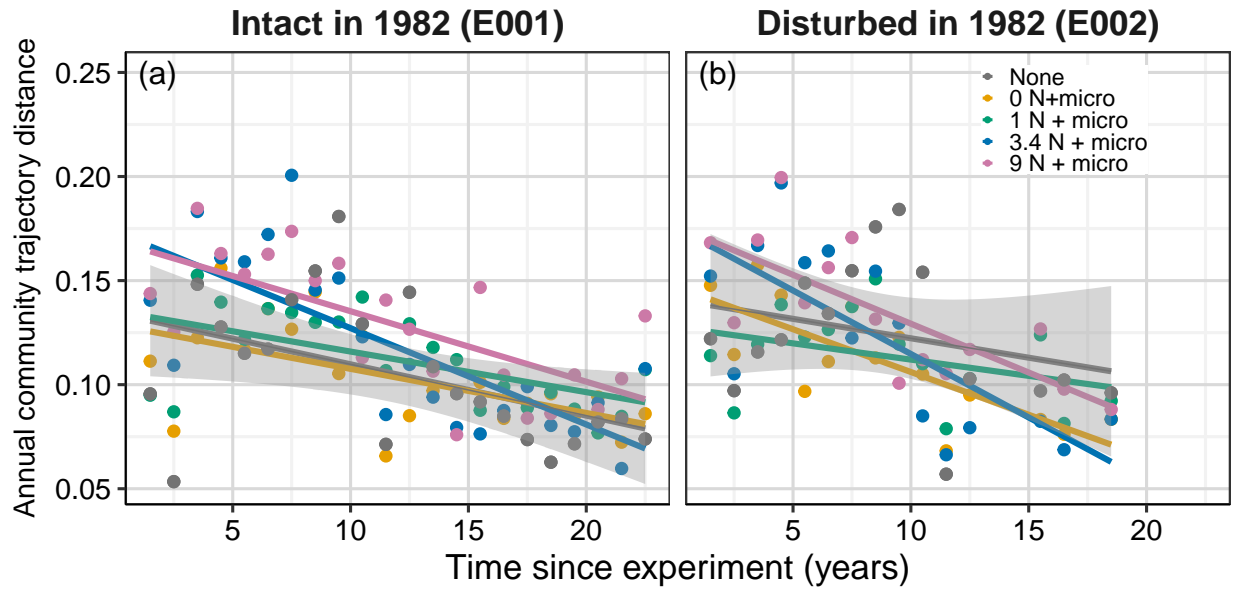 Intact in 1982 (E001)
Disturbed in 1982 (E002)
Annual community trajectory distance
0.25
0.20
0.15
0.10
0.05
(a)
(b)
None
0 N+micro
1 N + micro
3.4 N + micro
9 N + micro
5 10 15 20
5 10 15 20
Time since experiment (years)